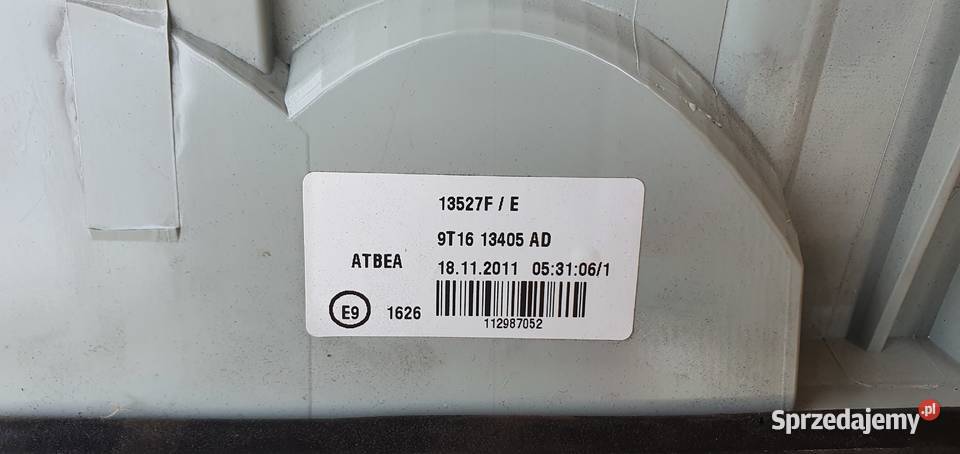 13527F / E
9T16 13405 AD
ATBEA
18.11.2011 05:31:06/1
E9
1626
112987052
Sprzedajemy.pl